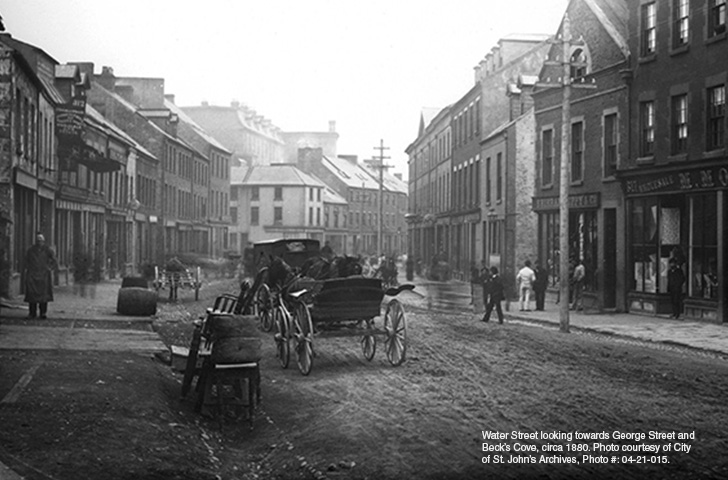 WHOLESALE
Water Street looking towards George Street and
Beck's Cove, circa 1880. Photo courtesy of City
of St. John's Archives, Photo #: 04-21-015.